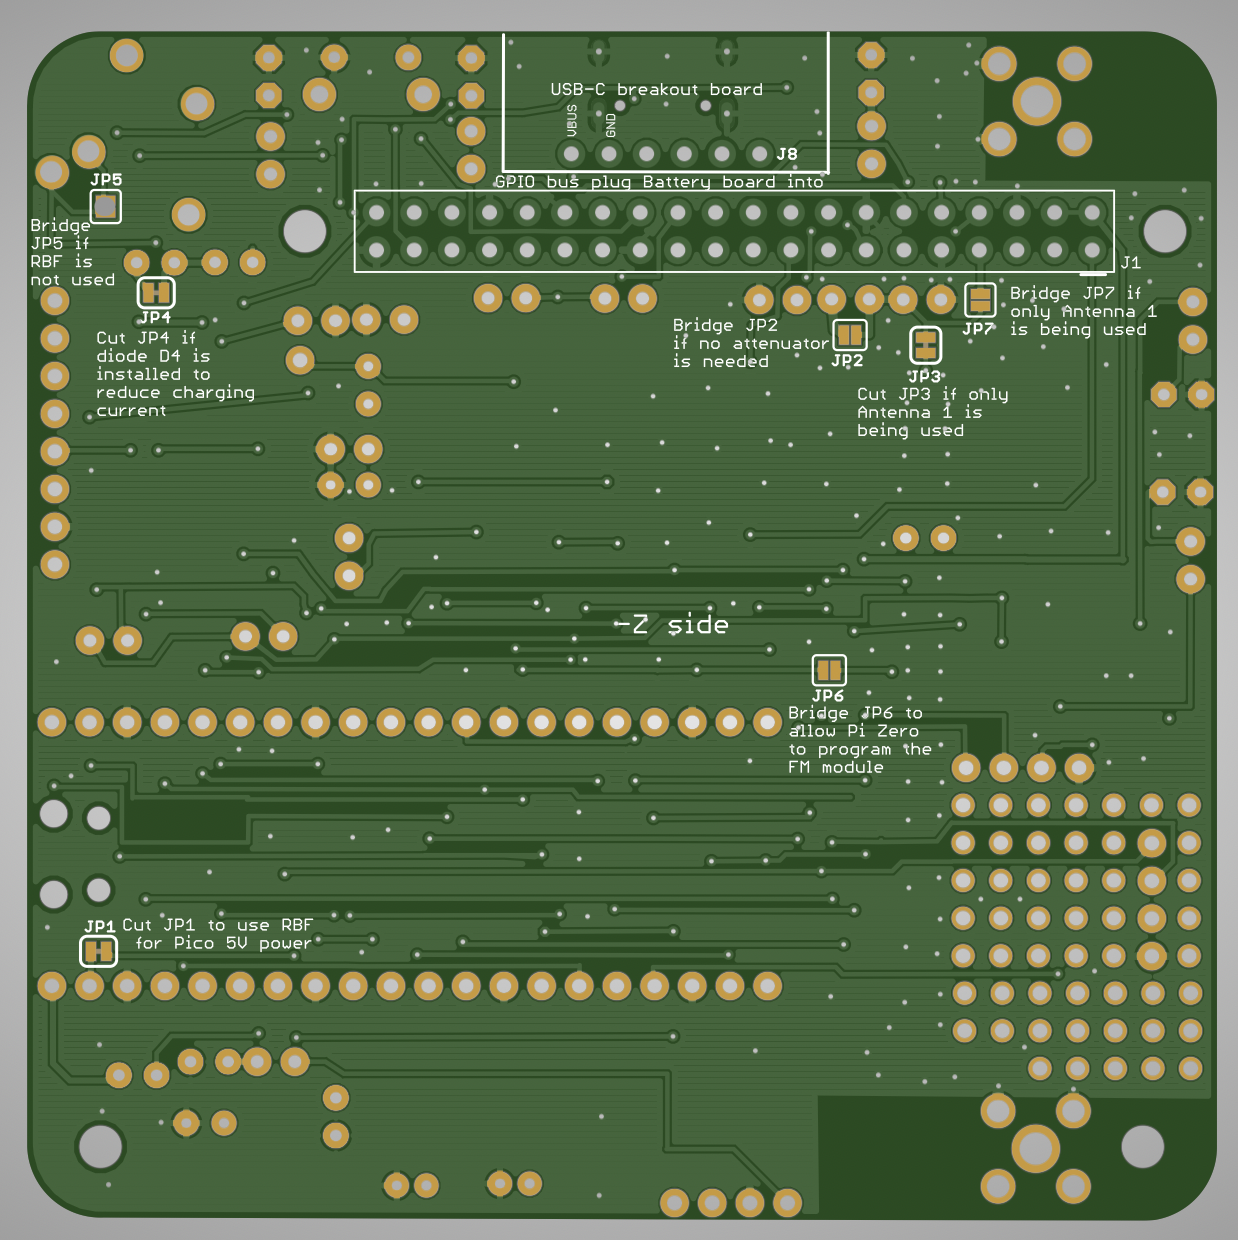 USB-C breakout board
VBUS
GND
J8
GPIO bus plug Battery board into
JP5
Bridge
JP5 if
RBF is
not used
J1
JP4
Cut JP4 if
diode D4 is
installed to
reduce charging
current
Bridge JP2
if no attenuator
is needed
JP2
Bridge JP7 if
only Antenna 1
is being used
JP7
JP3
Cut JP3 if only
Antenna 1 is
being used
-Z side
JP6
Bridge JP6 to
allow Pi Zero
to program the
FM module
JP1
Cut JP1 to use RBF
for Pico 5V power